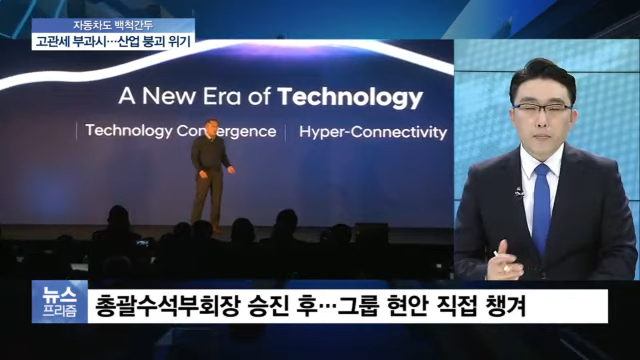 자동차도 백척간두
고관세 부과시…산업 붕괴 위기
A New Era of Technology
Technology Convergence
Hyper-Connectivity
뉴스
프리즘
총괄수석부회장 승진 후…그룹 현안 직접 챙겨